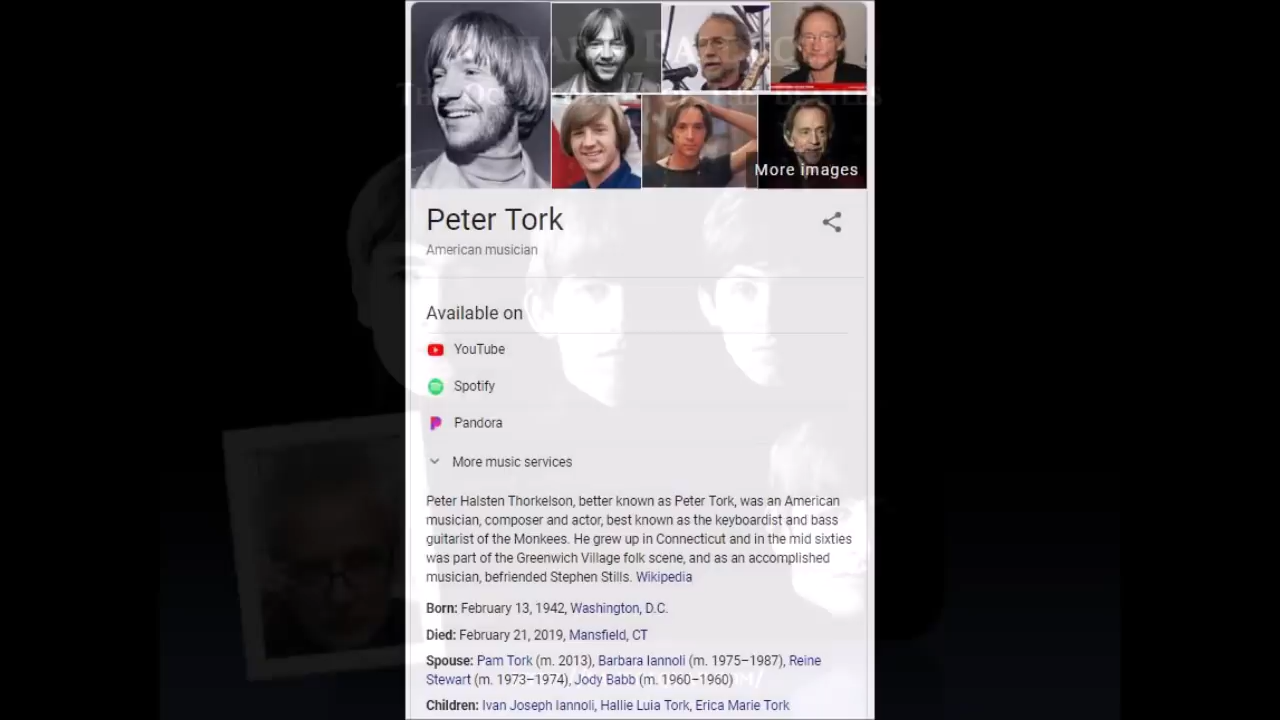 More images
Peter Tork
American musician
Available on
YouTube
Spotify
Pandora
More music services
Peter Halsten Thorkelson, better known as Peter Tork, was an American
musician, composer and actor, best known as the keyboardist and bass
guitarist of the Monkees. He grew up in Connecticut and in the mid sixties
was part of the Greenwich Village folk scene, and as an accomplished
musician, befriended Stephen Stills. Wikipedia
Born: February 13, 1942, Washington, D.C.
Died: February 21, 2019, Mansfield, CT
Spouse: Pam Tork (m. 2013), Barbara Iannoli (m. 1975–1987), Reine
Stewart (m. 1973–1974), Jody Babb (m. 1960–1960)
Children: Ivan Joseph Iannoli, Hallie Luia Tork, Erica Marie Tork